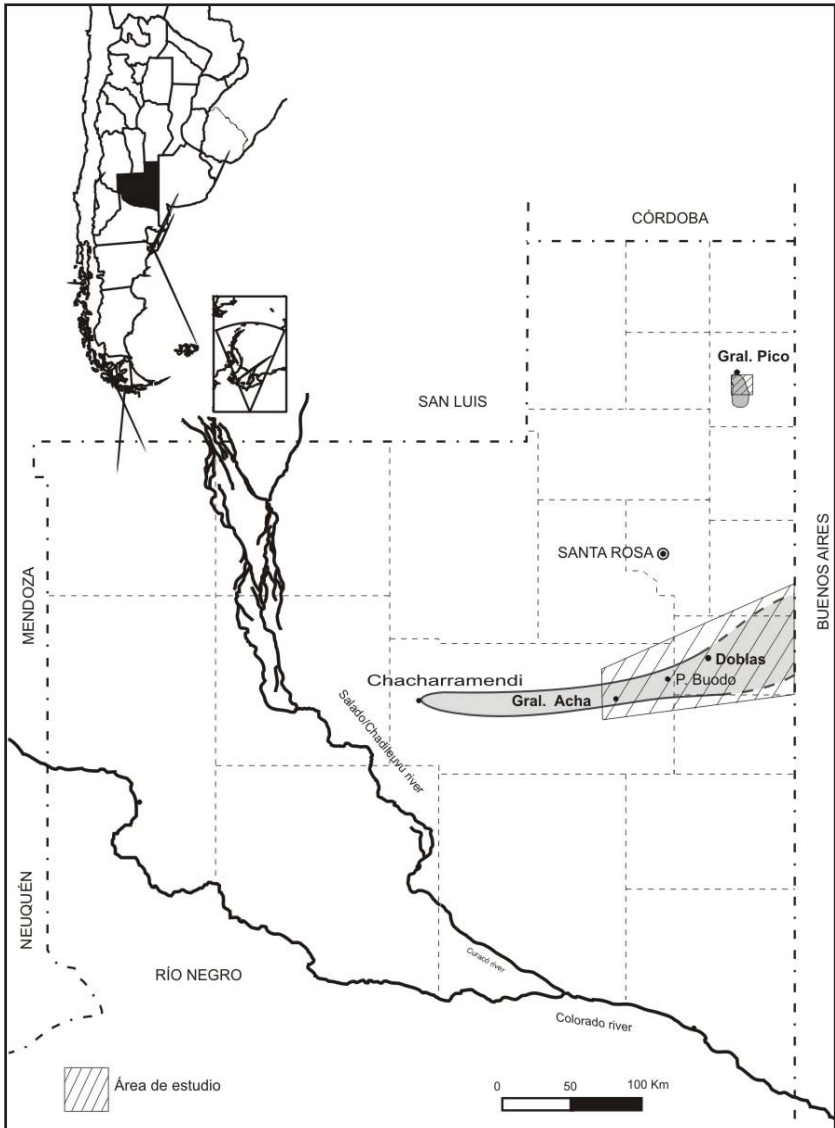 CÓRDOBA
Gral. Pico
SAN LUIS
SANTA ROSA
MENDOZA
BUENOS AIRES
Doblas
P. Buodo
Chacharramendi
Gral. Acha
Salado/Chadileuvú river
NEUQUÉN
Curacó river
RÍO NEGRO
Colorado river
Área de estudio
0 50 100 Km